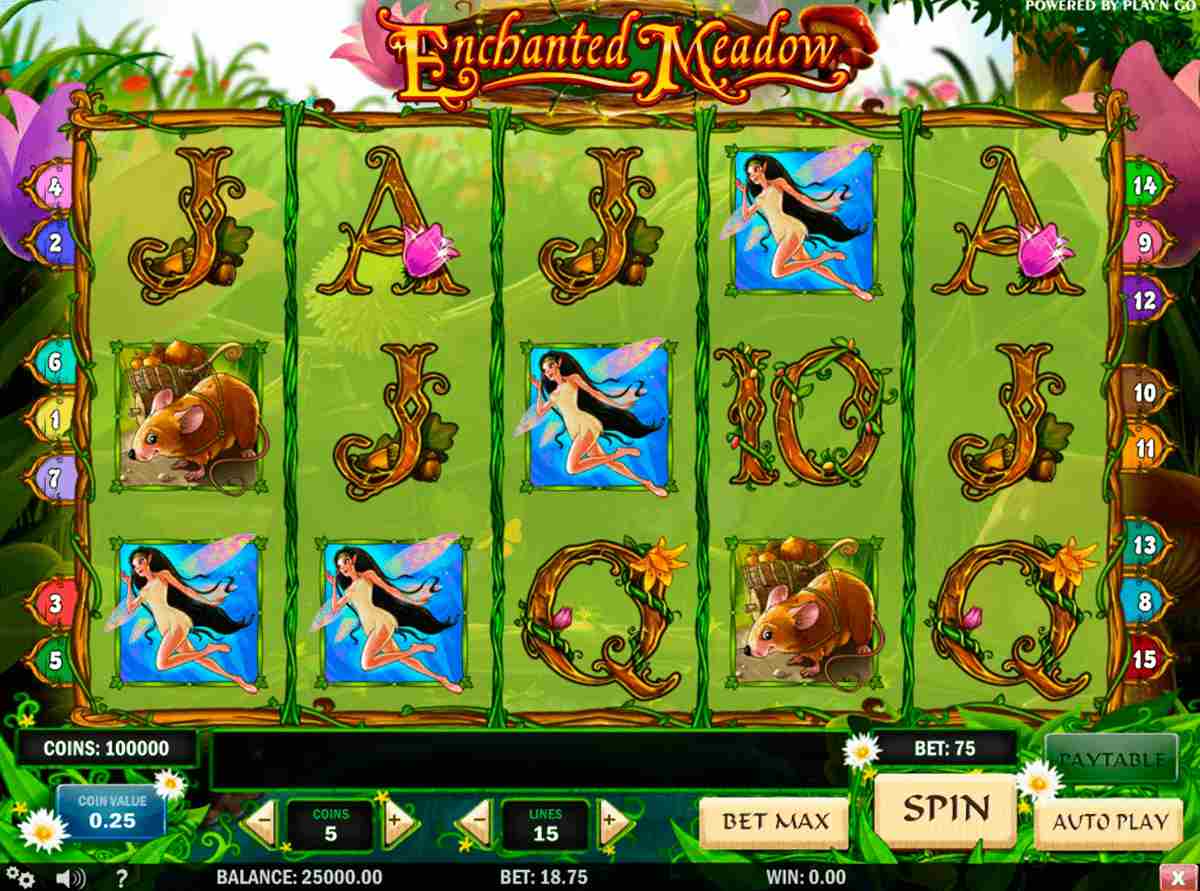 POWERED BY PLAY'N GO
Enchanted Meadow
J A J A
4 14
2 9
12
6 J 10 J 10
1 11
7
Q Q 13
3 8
5 15
COINS: 100000 BET: 75 PAYTABLE
COIN VALUE
0.25
- COINS +
5
- LINES +
15
BET MAX SPIN AUTO PLAY
? BALANCE: 25000.00 BET: 18.75 WIN: 0.00 X